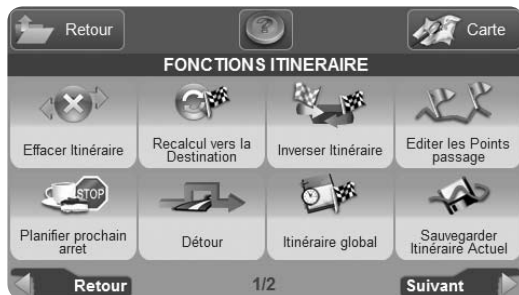 Retour
Carte
FONCTIONS ITINERAIRE
Effacer Itinéraire
Recalcul vers la
Destination
Inverser Itinéraire
Editer les Points
passage
STOP
Planifier prochain
arret
Détour
Itinéraire global
Sauvegarder
Itinéraire Actuel
Retour
1/2
Suivant